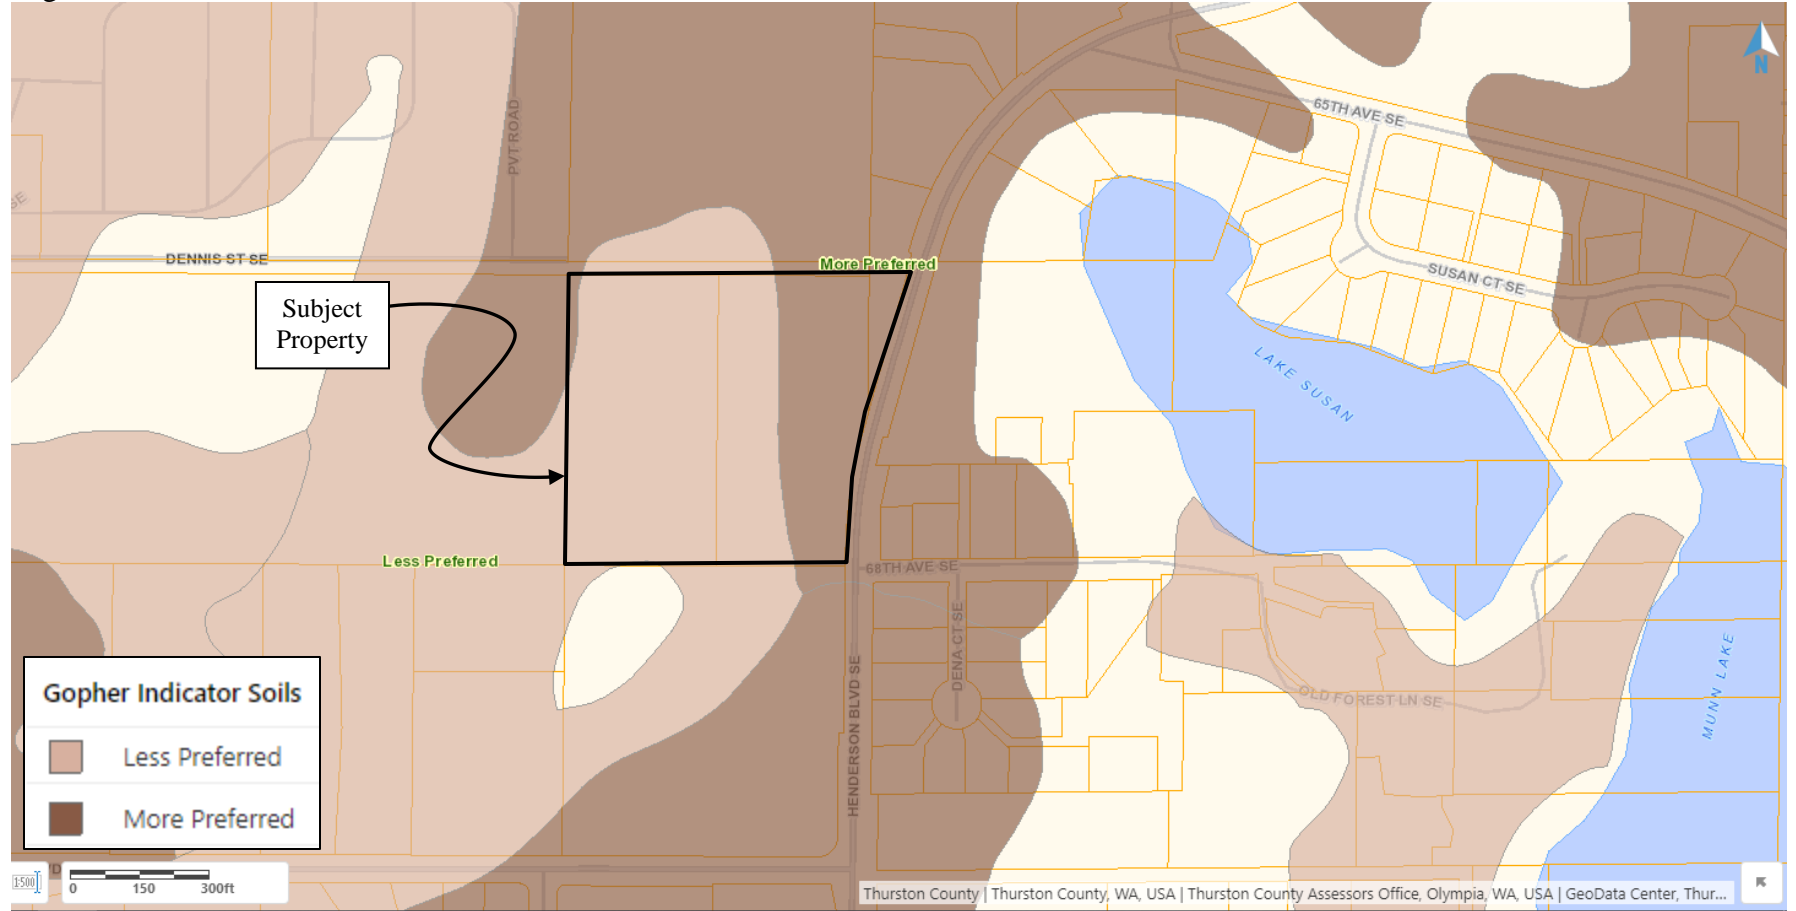 N
65TH AVE SE
PVT ROAD
SE
DENNIS ST SE
More Preferred
SUSAN CT SE
Subject
Property
LAKE SUSAN
Less Preferred
68TH AVE SE
DENA CT SE
HENDERSON BLVD SE
OLD FOREST LN SE
MUNN LAKE
Gopher Indicator Soils
Less Preferred
More Preferred
0 150 300ft
Thurston County | Thurston County, WA, USA | Thurston County Assessors Office, Olympia, WA, USA | GeoData Center, Thur...